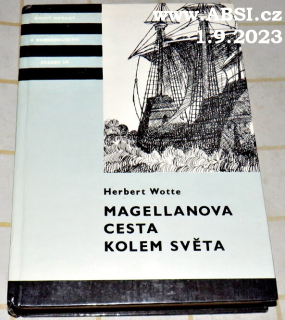 www.ABSI.cz
1.9.2023
Herbert Wotte
MAGELLANOVA
CESTA
KOLEM SVĚTA